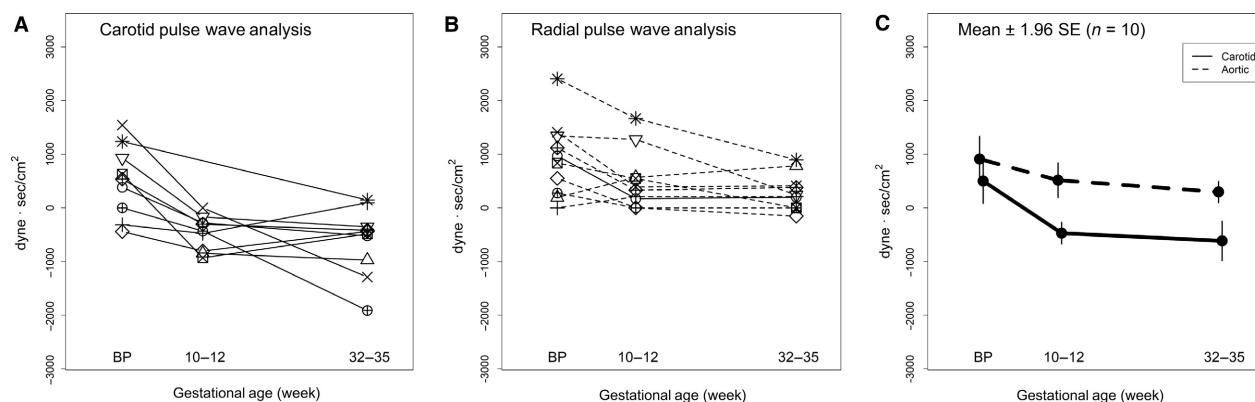 A
Carotid pulse wave analysis
dyne · sec/cm²
3000
2000
1000
0
−1000
−2000
−3000
BP 10–12 32–35
Gestational age (week)
B
Radial pulse wave analysis
dyne · sec/cm²
3000
2000
1000
0
−1000
−2000
−3000
BP 10–12 32–35
Gestational age (week)
C
Mean ± 1.96 SE (n = 10)
Carotid
Aortic
dyne · sec/cm²
3000
2000
1000
0
−1000
−2000
−3000
BP 10–12 32–35
Gestational age (week)